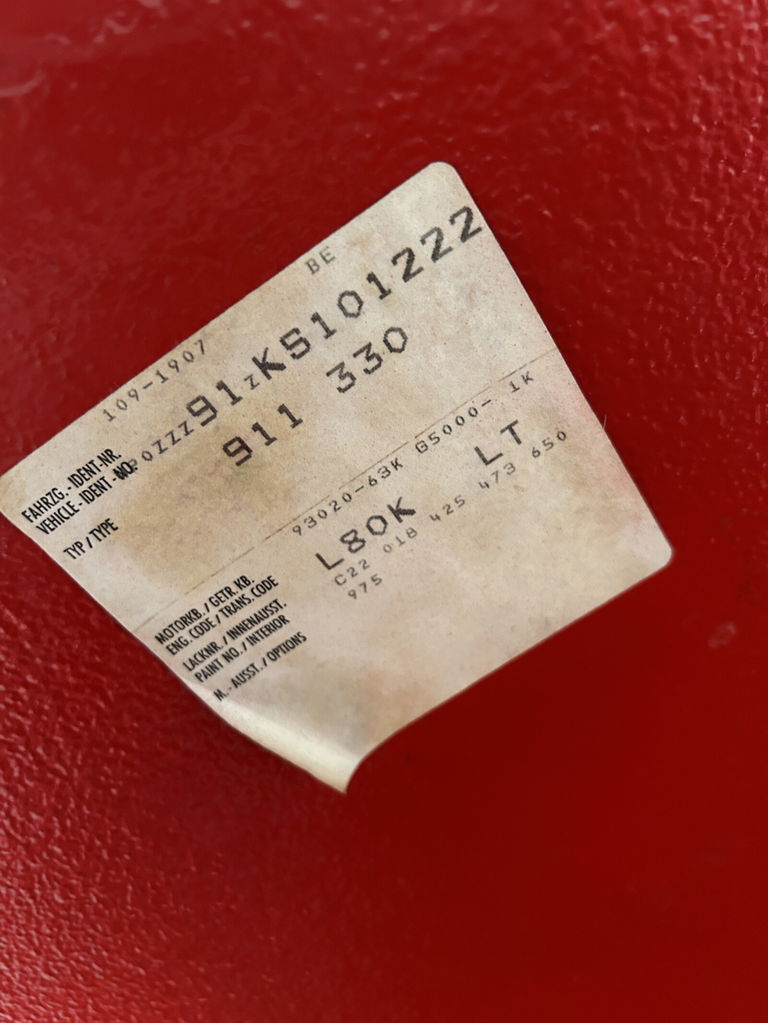 109-1907 BE
FAHRZG.-IDENT-NR.
VEHICLE-IDENT-NO. WP0ZZZ91ZKS101222
TYP / TYPE 911 330
MOTORKB. / GETR. KB.
ENG. CODE / TRANS. CODE 93020-63K G5000- 1K
LACKNR. / INNENAUSST.
PAINT NO. / INTERIOR L80K LT
M.-AUSST. / OPTIONS C22 018 425 473 650
975